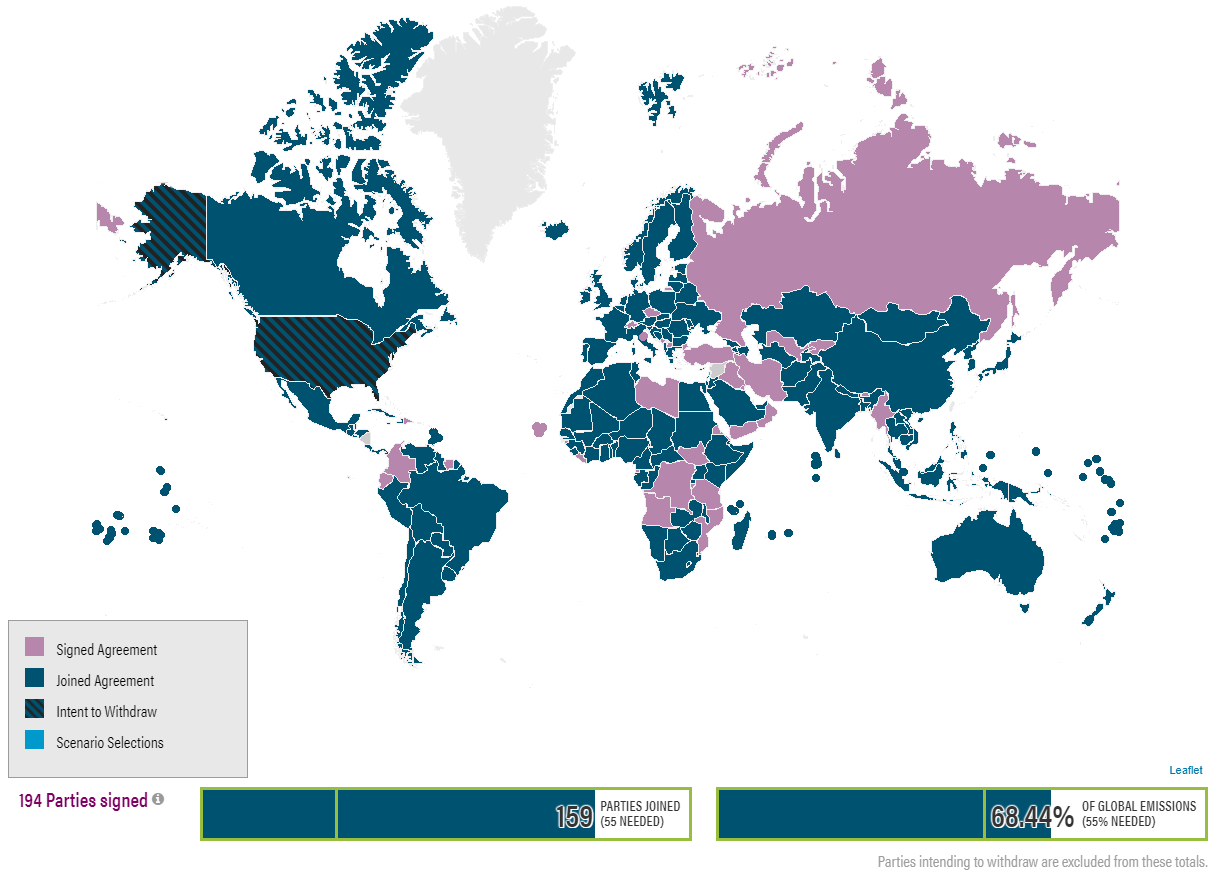 Signed Agreement
Joined Agreement
Intent to Withdraw
Scenario Selections
Leaflet
194 Parties signed
159
PARTIES JOINED
(55 NEEDED)
68.44%
OF GLOBAL EMISSIONS
(55% NEEDED)
Parties intending to withdraw are excluded from these totals.